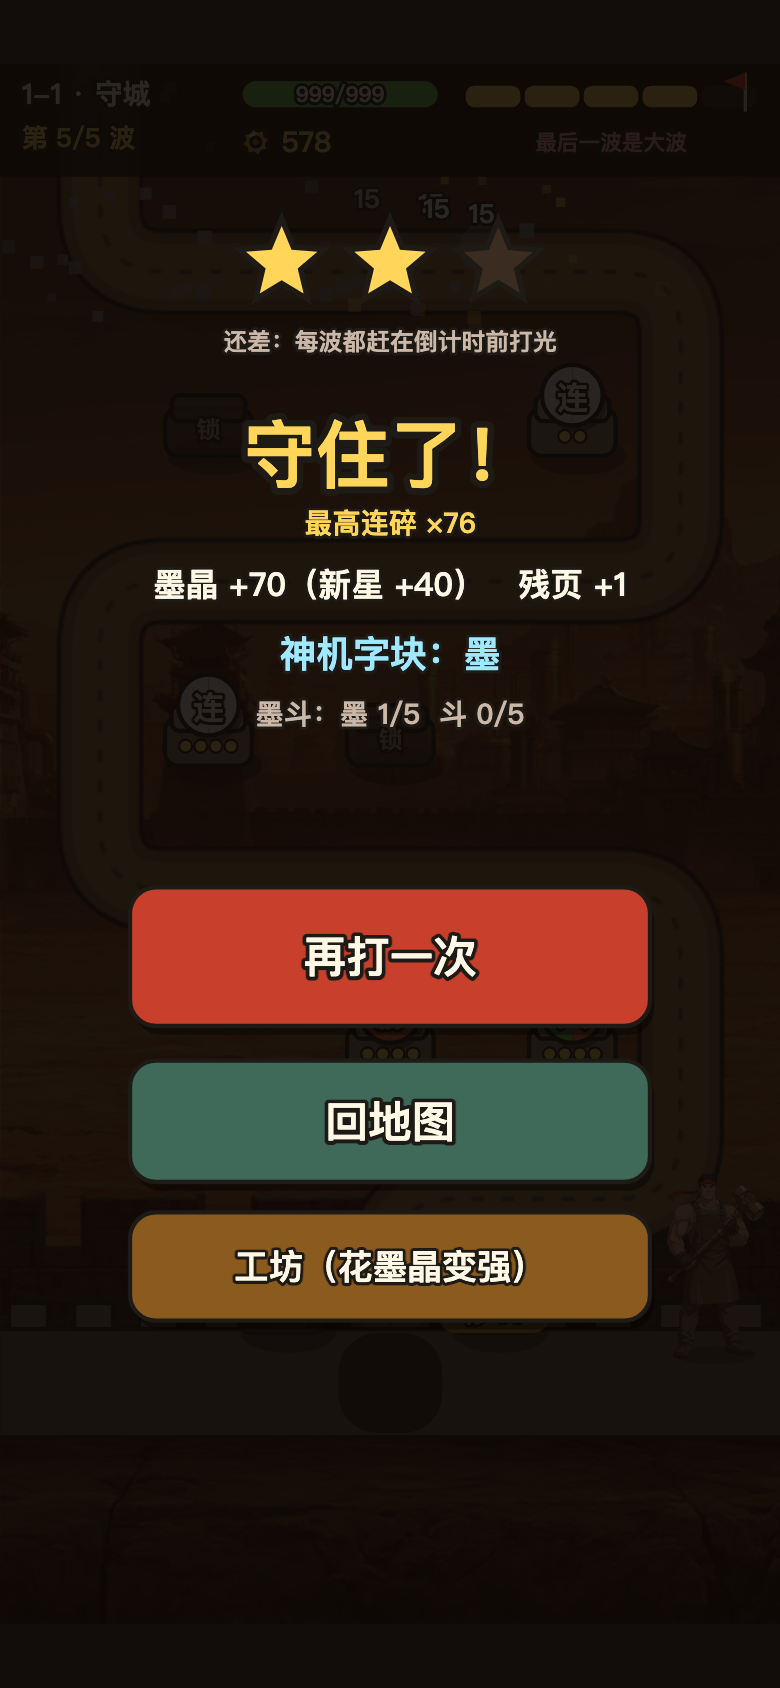 1–1 · 守城
999/999
第 5/5 波
578
最后一波是大波
15
15
15
还差：每波都赶在倒计时前打光
连
锁
守住了！
最高连碎 ×76
墨晶 +70（新星 +40） 残页 +1
神机字块：墨
连
墨斗：墨 1/5 斗 0/5
锁
再打一次
回地图
工坊（花墨晶变强）